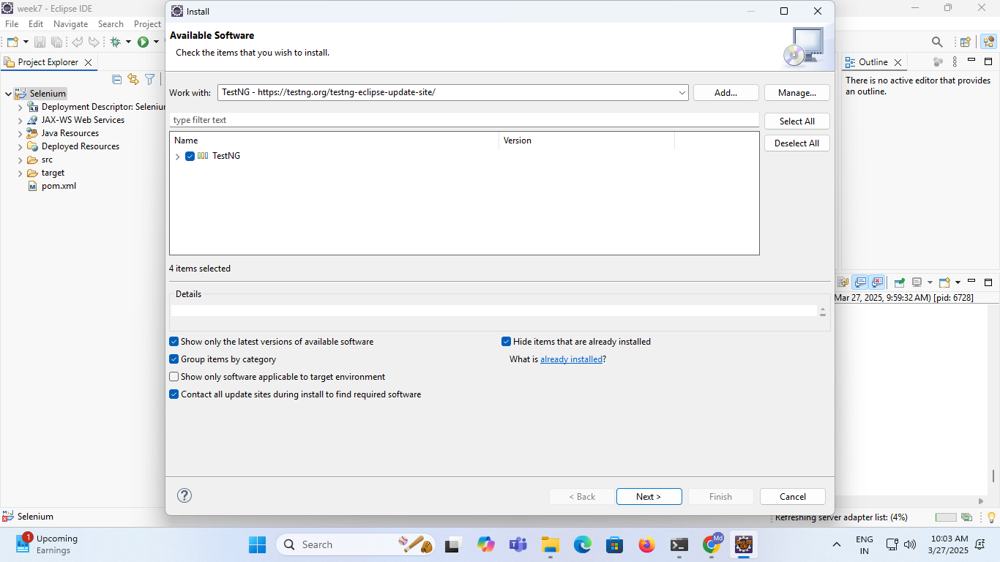 week7 - Eclipse IDE
File Edit Navigate Search Project
Project Explorer
Selenium
Deployment Descriptor: Selenium
JAX-WS Web Services
Java Resources
Deployed Resources
src
target
pom.xml
Install
Available Software
Check the items that you wish to install.
Work with: TestNG - https://testng.org/testng-eclipse-update-site/ Add... Manage...
type filter text Select All
Name Version Deselect All
TestNG
4 items selected
Details
Show only the latest versions of available software Hide items that are already installed
Group items by category What is already installed?
Show only software applicable to target environment
Contact all update sites during install to find required software
< Back Next > Finish Cancel
Outline
There is no active editor that provides
an outline.
Mar 27, 2025, 9:59:32 AM) [pid: 6728]
Selenium
Refreshing server adapter list: (4%)
1
Upcoming
Earnings
Search
Md
ENG
IN
10:03 AM
3/27/2025